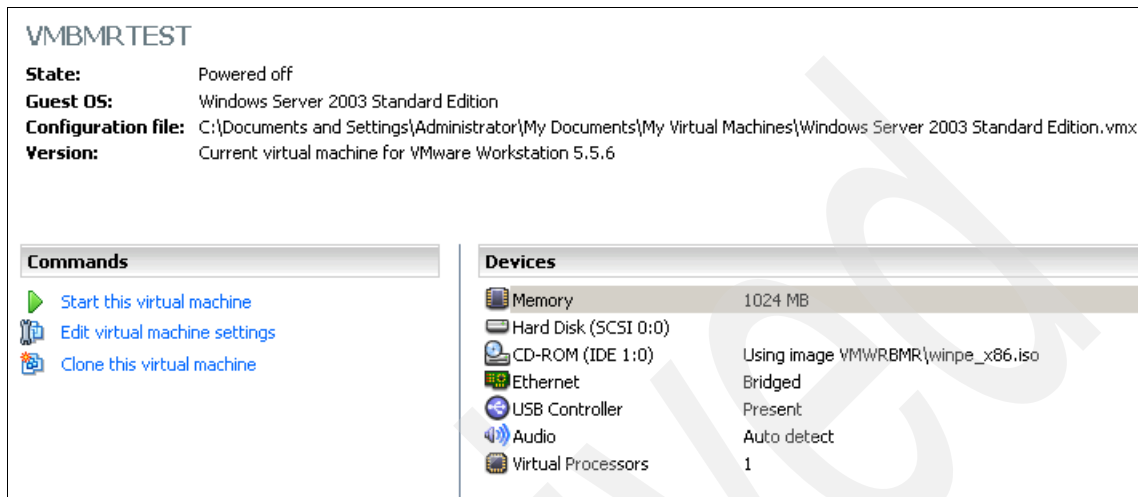 VMBMRTEST
State: Powered off
Guest OS: Windows Server 2003 Standard Edition
Configuration file: C:\Documents and Settings\Administrator\My Documents\My Virtual Machines\Windows Server 2003 Standard Edition.vmx
Version: Current virtual machine for VMware Workstation 5.5.6
Commands
Start this virtual machine
Edit virtual machine settings
Clone this virtual machine
Devices
Memory 1024 MB
Hard Disk (SCSI 0:0)
CD-ROM (IDE 1:0) Using image VMWRBMR\winpe_x86.iso
Ethernet Bridged
USB Controller Present
Audio Auto detect
Virtual Processors 1